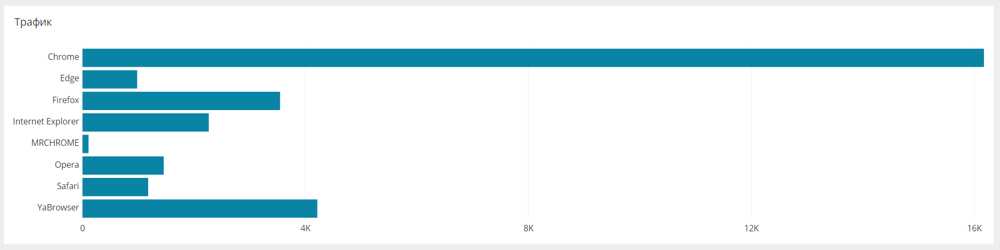 Трафик
Chrome
Edge
Firefox
Internet Explorer
MRCHROME
Opera
Safari
YaBrowser
0 4K 8K 12K 16K